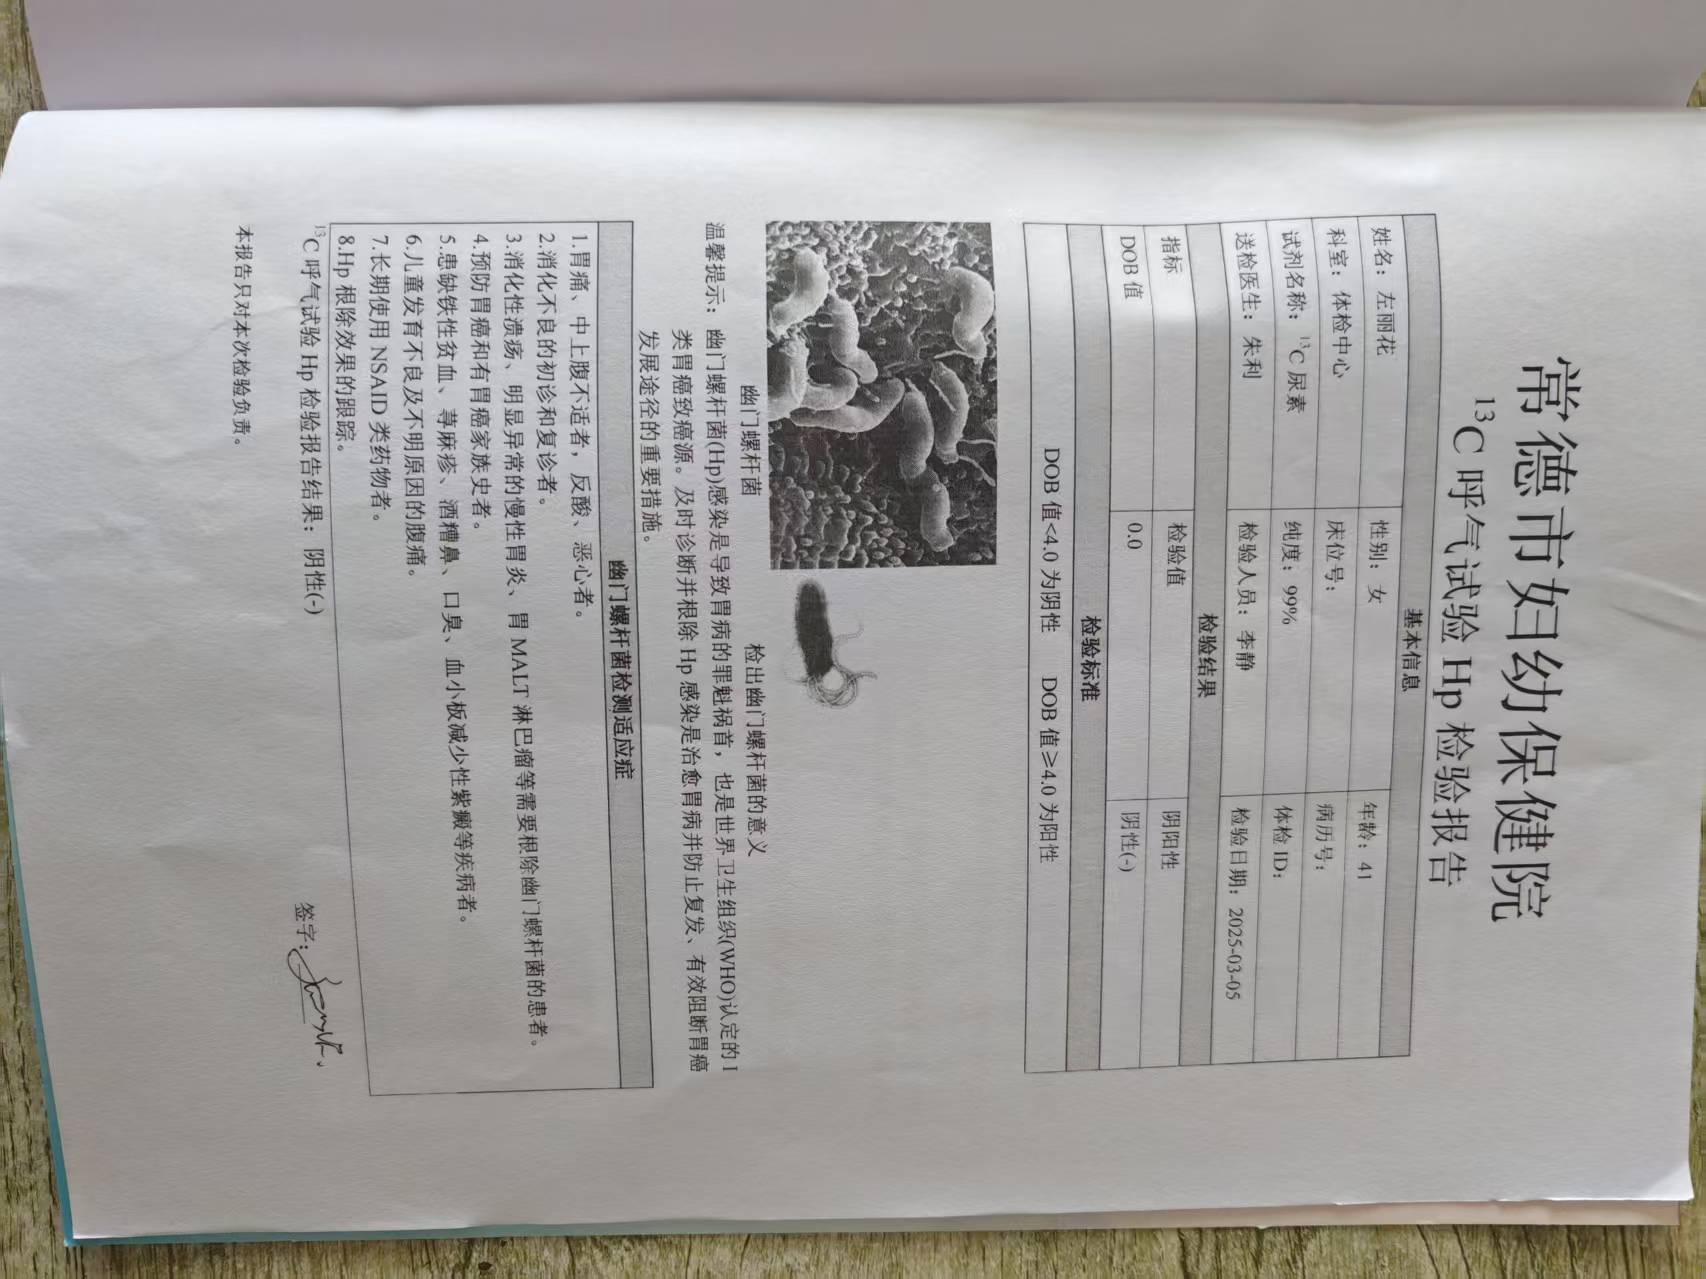 常德市妇幼保健院
13C 呼气试验 Hp 检验报告
基本信息
姓名：左丽花 性别：女 年龄：41
科室：体检中心 床位号： 病历号：
试剂名称：13C 尿素 纯度：99% 体检 ID：
送检医生：朱利 检验人员：李静 检验日期：2025-03-05
检验结果
指标 检验值 阴阳性
DOB 值 0.0 阴性(-)
检验标准
DOB 值<4.0 为阴性 DOB 值≥4.0 为阳性
幽门螺杆菌 检出幽门螺杆菌的意义
温馨提示：幽门螺杆菌(Hp)感染是导致胃病的罪魁祸首，也是世界卫生组织(WHO)认定的 I
类胃癌致癌源。及时诊断并根除 Hp 感染是治愈胃病并防止复发、有效阻断胃癌
发展途径的重要措施。
幽门螺杆菌检测适应症
1.胃痛、中上腹不适者，反酸、恶心者。
2.消化不良的初诊和复诊者。
3.消化性溃疡、明显异常的慢性胃炎、胃 MALT 淋巴瘤等需要根除幽门螺杆菌的患者。
4.预防胃癌和有胃癌家族史者。
5.患缺铁性贫血、荨麻疹、酒糟鼻、口臭、血小板减少性紫癜等疾病者。
6.儿童发育不良及不明原因的腹痛。
7.长期使用 NSAID 类药物者。
8.Hp 根除效果的跟踪。
13C 呼气试验 Hp 检验报告结果：阴性(-)
签字：
本报告只对本次检验负责。